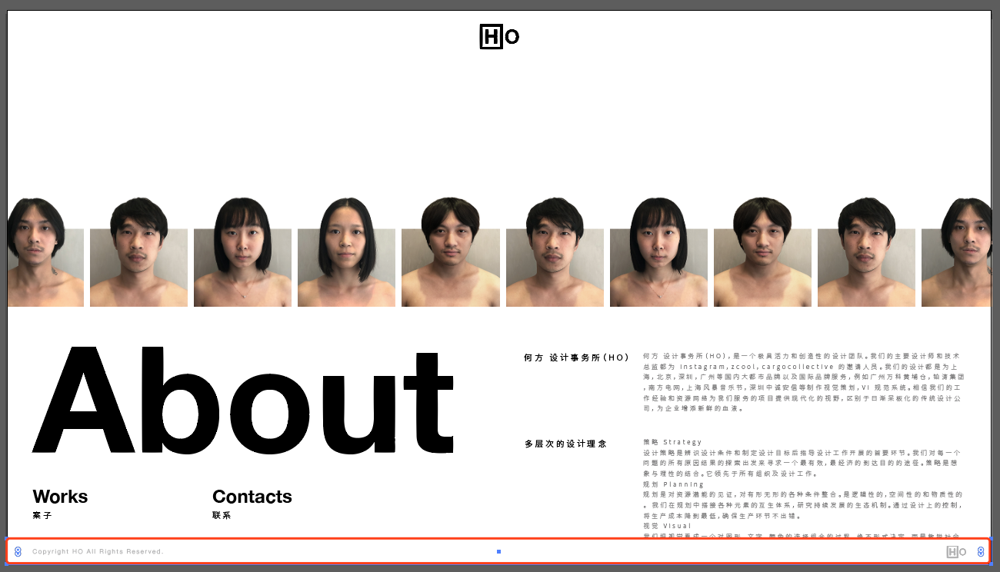 HO
About
Works
案子
Contacts
联系
何方 设计事务所(HO)
何方 设计事务所(HO),是一个极具活力和创造性的设计团队。我们的主要设计师和技术
总监都为 instagram,zcool,cargocollective 的邀请人员。我们的设计都是为上
海,北京,深圳,广州等国内大都市品牌以及国际品牌服务,例如广州万科黄埔仓,铂涛集团
,南方电网,上海风暴音乐节,深圳中诚安信等制作视觉策划,VI 规范系统。相信我们的工
作经验和资源网络为我们服务的项目提供现代化的视野,区别于日渐呆板化的传统设计公
司,为企业增添新鲜的血液。
多层次的设计理念
策略 Strategy
设计策略是辨识设计条件和制定设计目标后指导设计工作开展的首要环节。我们对每一个
问题的所有原因结果的探索出发来寻求一个最有效,最经济的到达目的的途径。策略是想
象与理性的结合。它领先于所有组织及设计工作。
规划 Planning
规划是对资源潜能的见证,对有形无形的各种条件整合。是逻辑性的,空间性的和物质性的
。我们在规划中搭接各种元素的互生体系,研究持续发展的生态机制。通过设计上的控制,
将生产成本降到最低,确保生产环节不出错。
视觉 Visual
Copyright HO All Rights Reserved.
HO